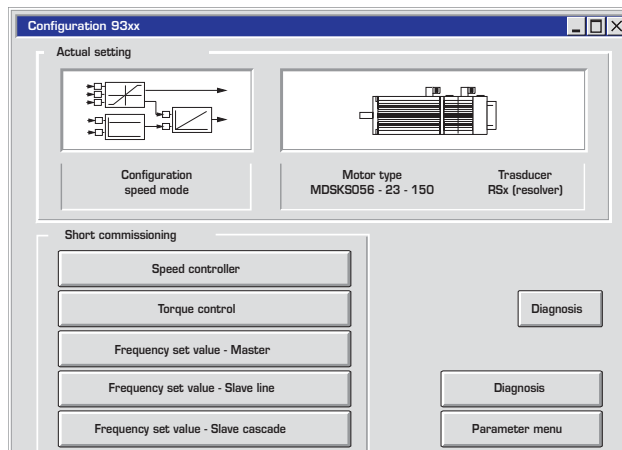 Configuration 93xx
Actual setting
Configuration
speed mode
Motor type
MDSKS056 - 23 - 150
Trasducer
RSx (resolver)
Short commissioning
Speed controller
Torque control
Diagnosis
Frequency set value - Master
Frequency set value - Slave line
Diagnosis
Frequency set value - Slave cascade
Parameter menu